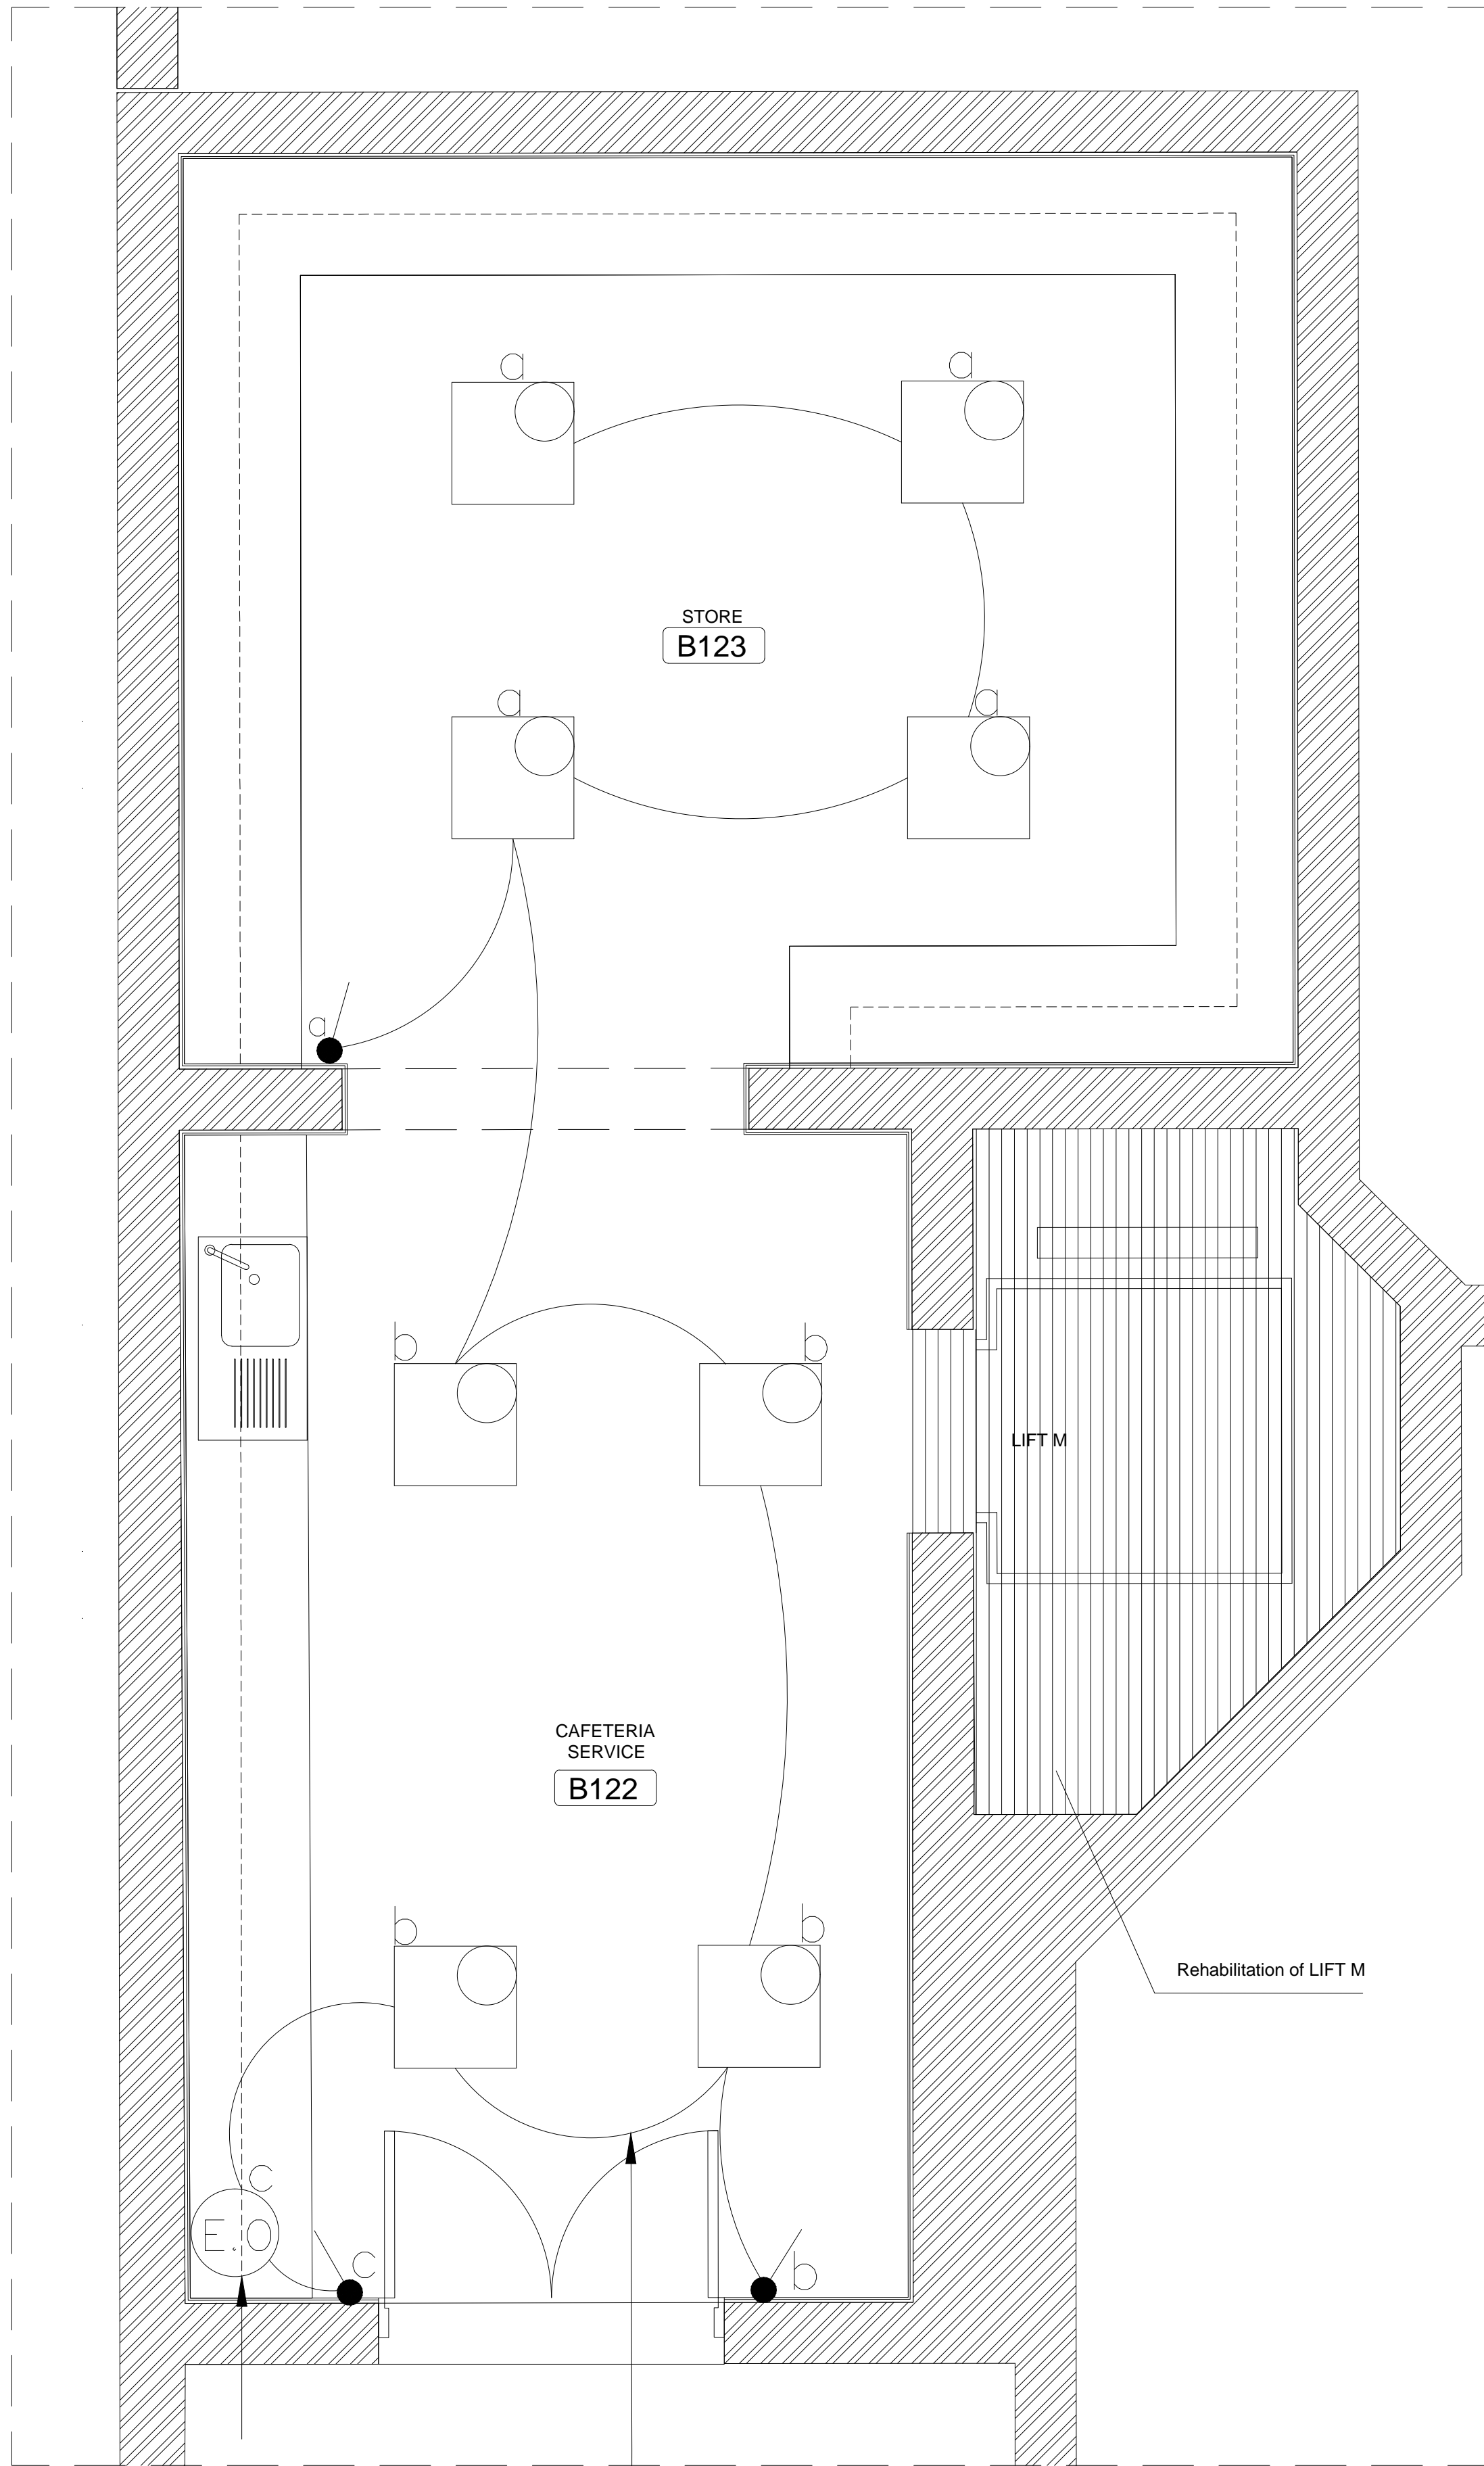 a a
STORE
B123
a a
a
b b
LIFT M
CAFETERIA
SERVICE
B122
b b
Rehabilitation of LIFT M
C
E.O
C b